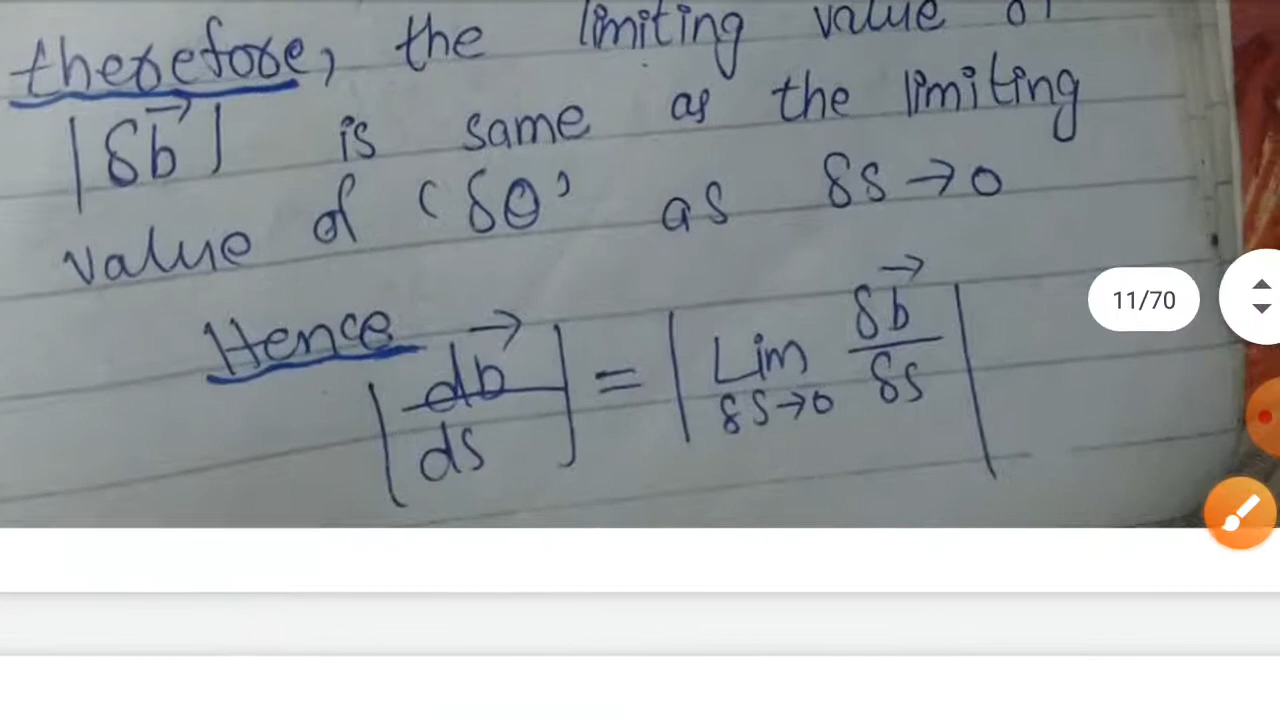 therefore, the limiting value of
|δb⃗| is same as the limiting
value of 'δθ' as δs→0
Hence |db⃗/ds| = |Lim δs→0 δb⃗/δs|
11/70